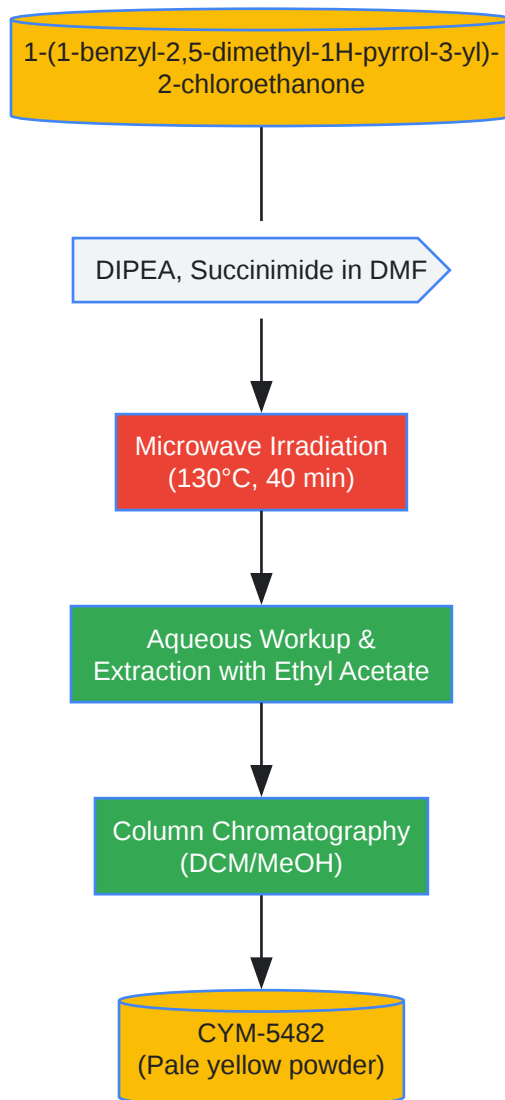 1-(1-benzyl-2,5-dimethyl-1H-pyrrol-3-yl)-
2-chloroethanone
DIPEA, Succinimide in DMF
Microwave Irradiation
(130°C, 40 min)
Aqueous Workup &
Extraction with Ethyl Acetate
Column Chromatography
(DCM/MeOH)
CYM-5482
(Pale yellow powder)